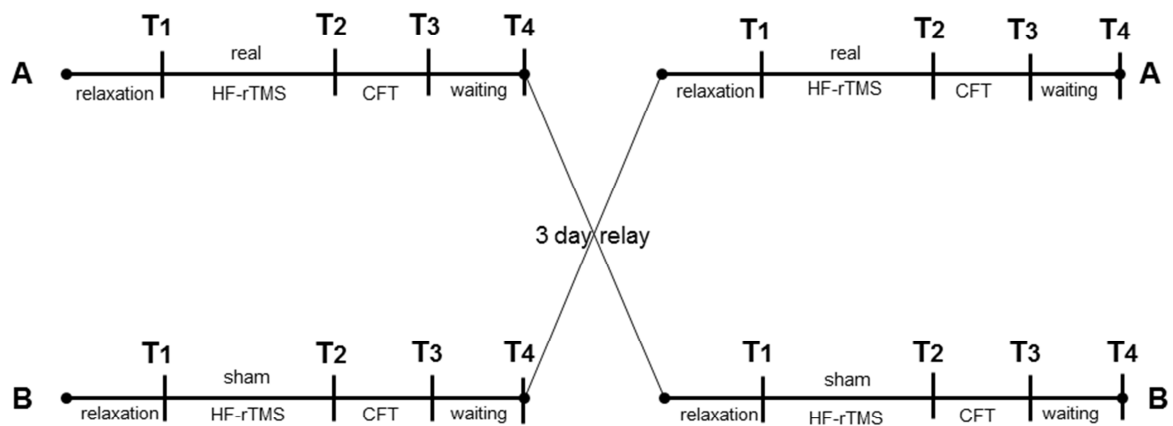 T1 T2 T3 T4 T1 T2 T3 T4
real real
A A
relaxation HF-rTMS CFT waiting relaxation HF-rTMS CFT waiting
3 day relay
T1 T2 T3 T4 T1 T2 T3 T4
sham sham
B B
relaxation HF-rTMS CFT waiting relaxation HF-rTMS CFT waiting